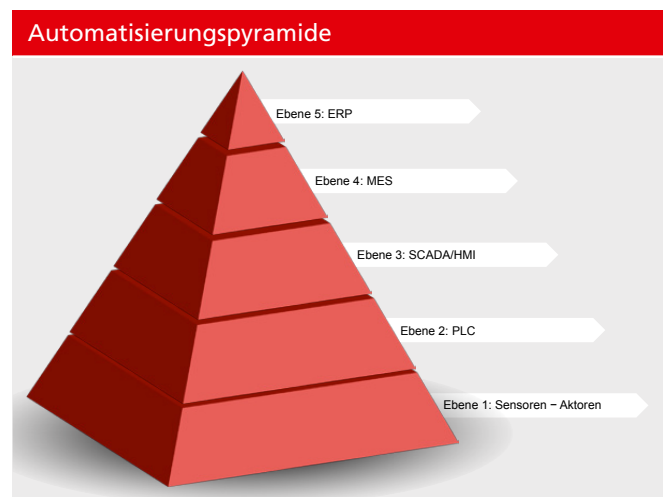 Automatisierungspyramide
Ebene 5: ERP
Ebene 4: MES
Ebene 3: SCADA/HMI
Ebene 2: PLC
Ebene 1: Sensoren − Aktoren